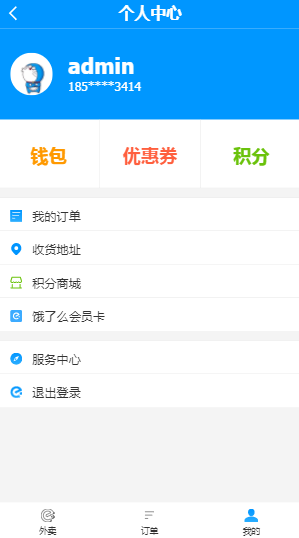 个人中心
admin
185****3414
钱包
优惠券
积分
我的订单
收货地址
积分商城
饿了么会员卡
服务中心
退出登录
外卖
订单
我的